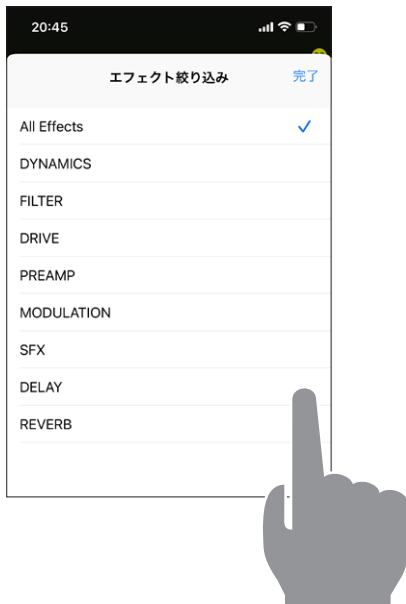 20:45
エフェクト絞り込み 完了
All Effects
DYNAMICS
FILTER
DRIVE
PREAMP
MODULATION
SFX
DELAY
REVERB